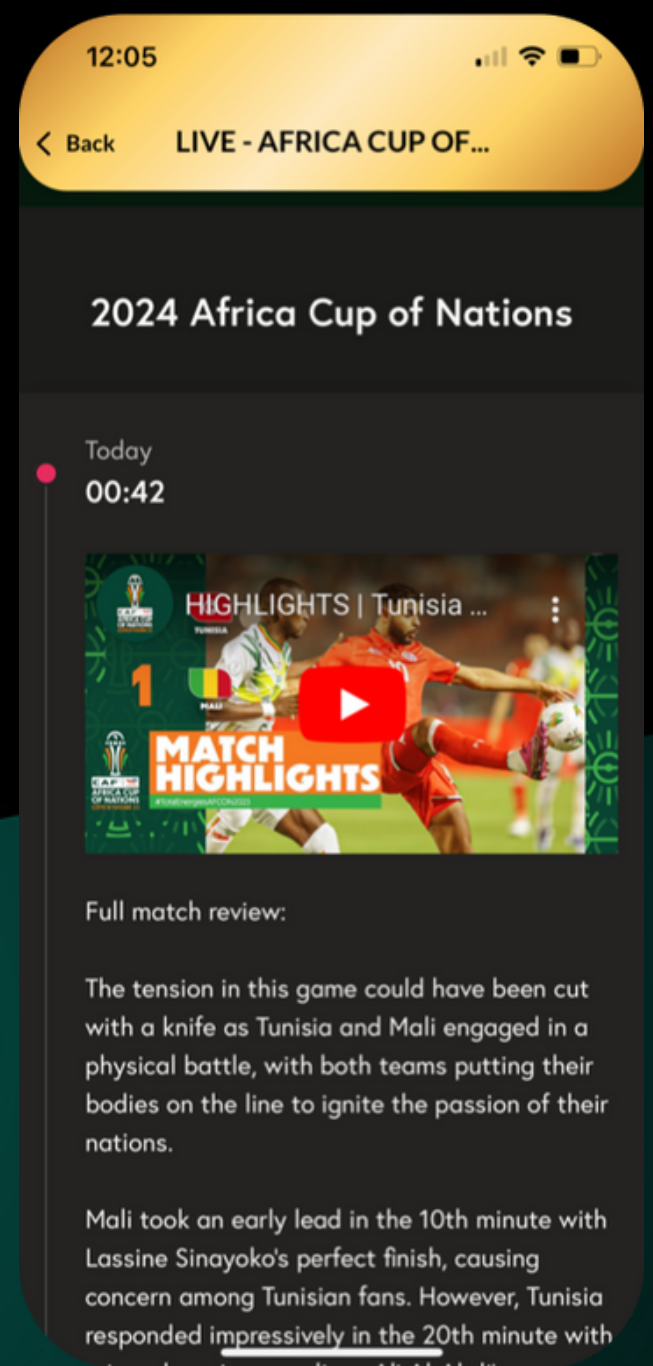 12:05
Back
LIVE - AFRICA CUP OF...
2024 Africa Cup of Nations
Today
00:42
HIGHLIGHTS | Tunisia ...
TUNISIA
1
MALI
CAF
AFRICA CUP
OF NATIONS
MATCH
HIGHLIGHTS
#TotalEnergiesAFCON2023
Full match review:
The tension in this game could have been cut
with a knife as Tunisia and Mali engaged in a
physical battle, with both teams putting their
bodies on the line to ignite the passion of their
nations.
Mali took an early lead in the 10th minute with
Lassine Sinayoko's perfect finish, causing
concern among Tunisian fans. However, Tunisia
responded impressively in the 20th minute with